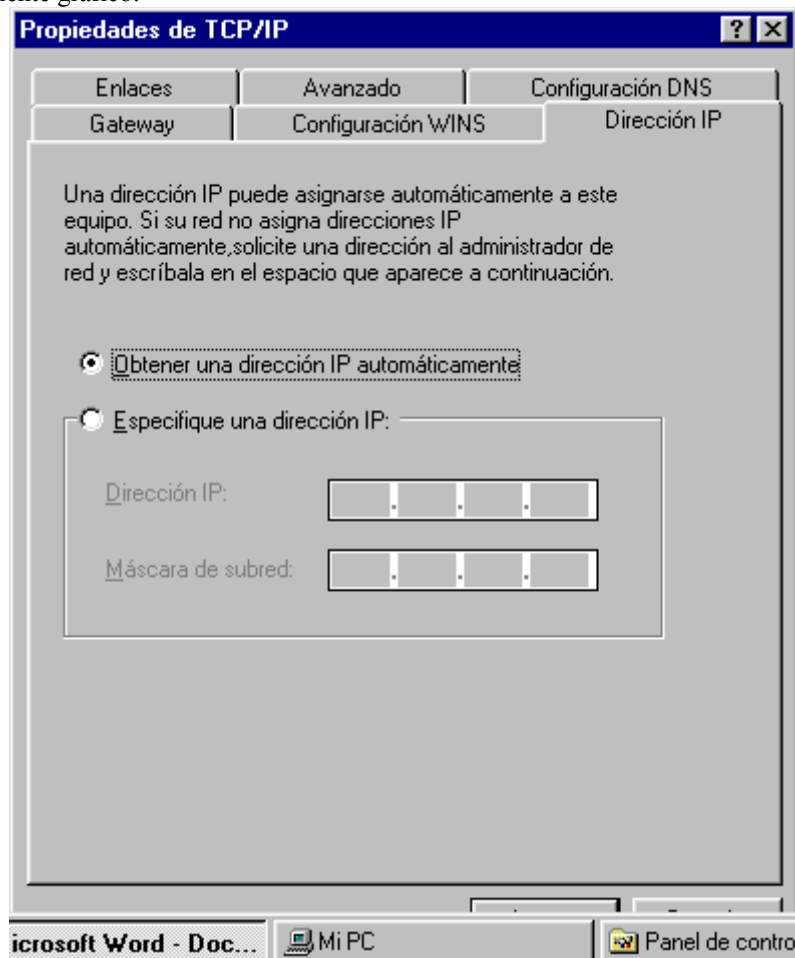 Propiedades de TCP/IP
Enlaces Avanzado Configuración DNS
Gateway Configuración WINS Dirección IP
Una dirección IP puede asignarse automáticamente a este
equipo. Si su red no asigna direcciones IP
automáticamente,solicite una dirección al administrador de
red y escríbala en el espacio que aparece a continuación.
Obtener una dirección IP automáticamente
Especifique una dirección IP:
Dirección IP:
Máscara de subred:
icrosoft Word - Doc... Mi PC Panel de contro